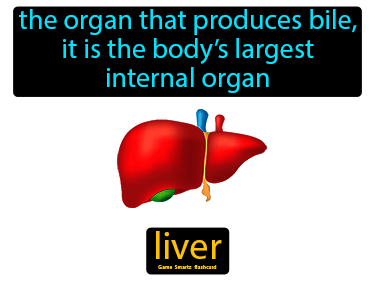 the organ that produces bile,
it is the body’s largest
internal organ
liver
Game Smartz flashcard